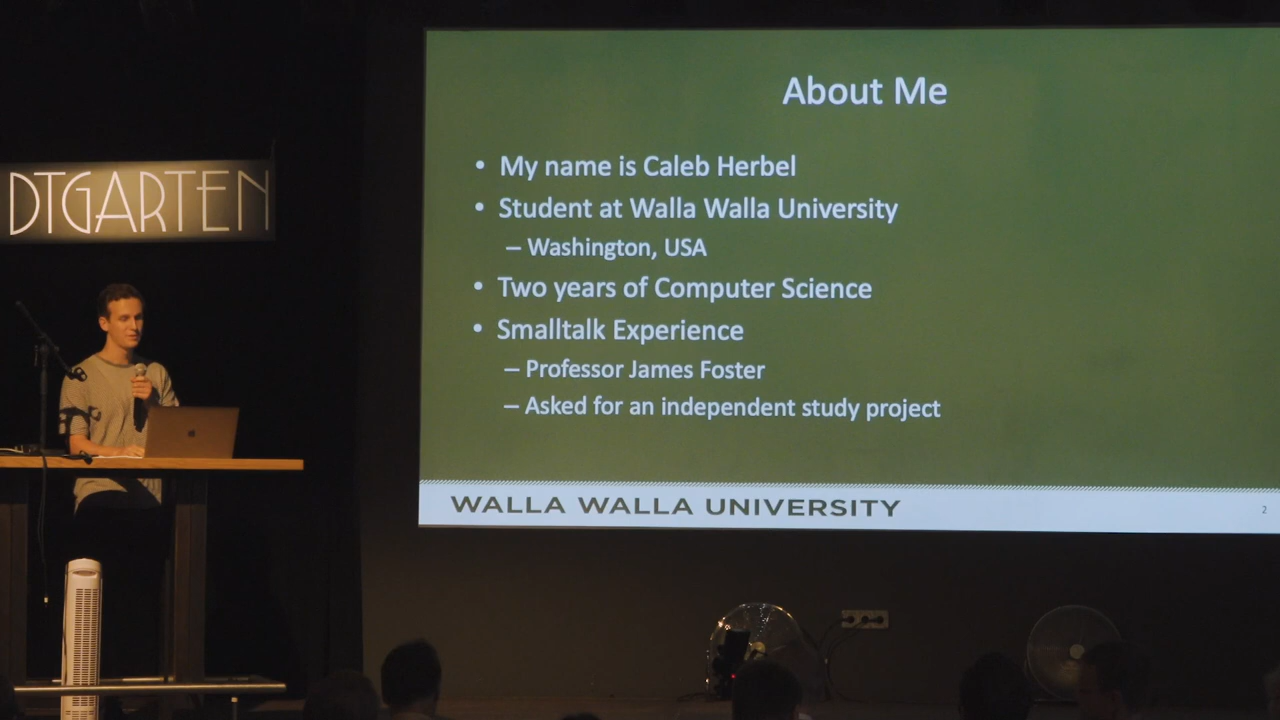 DTGARTEN
About Me
• My name is Caleb Herbel
• Student at Walla Walla University
– Washington, USA
• Two years of Computer Science
• Smalltalk Experience
– Professor James Foster
– Asked for an independent study project
WALLA WALLA UNIVERSITY
2